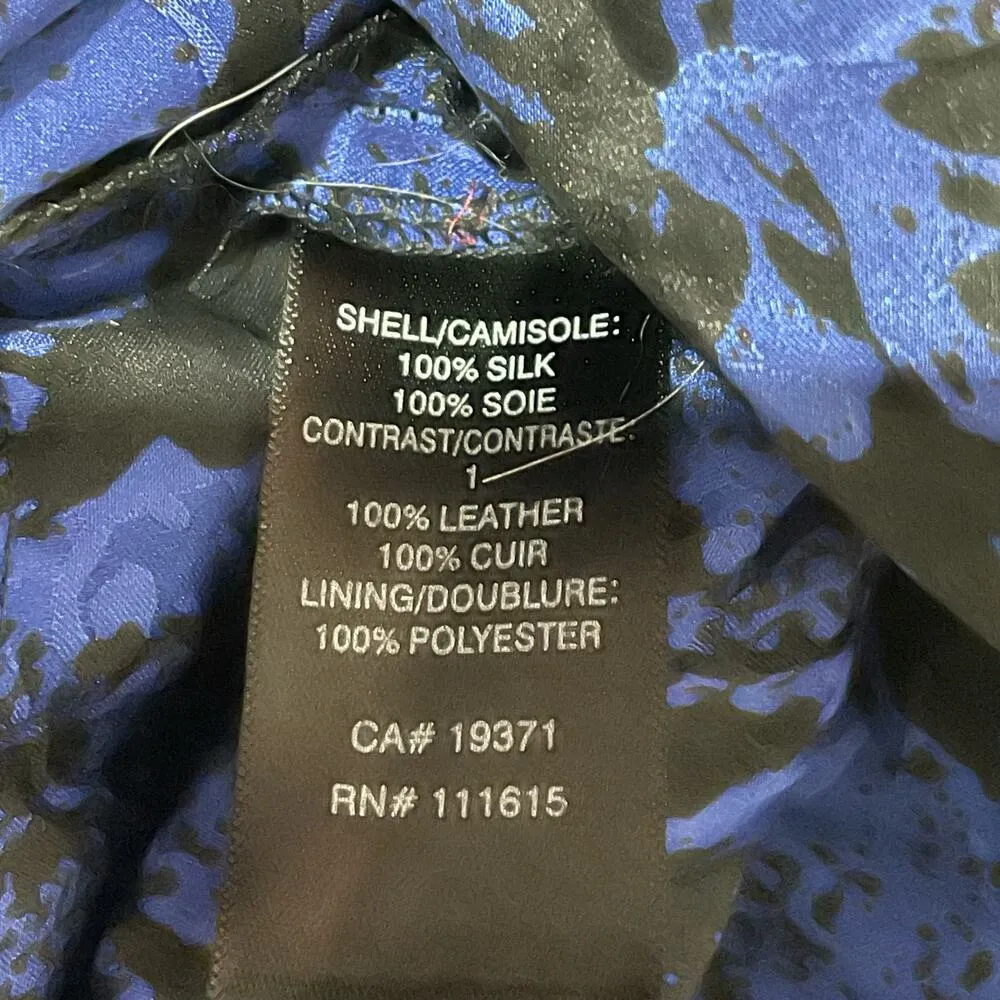 SHELL/CAMISOLE:
100% SILK
100% SOIE
CONTRAST/CONTRASTE:
1
100% LEATHER
100% CUIR
LINING/DOUBLURE:
100% POLYESTER
CA# 19371
RN# 111615